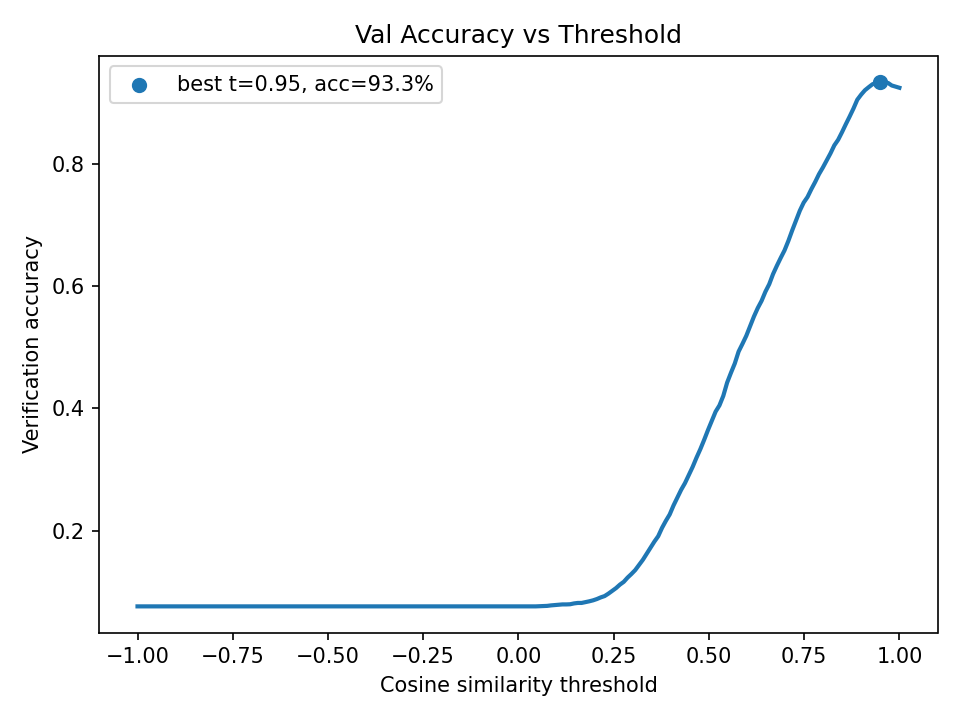 Val Accuracy vs Threshold
best t=0.95, acc=93.3%
Verification accuracy
0.8
0.6
0.4
0.2
−1.00 −0.75 −0.50 −0.25 0.00 0.25 0.50 0.75 1.00
Cosine similarity threshold